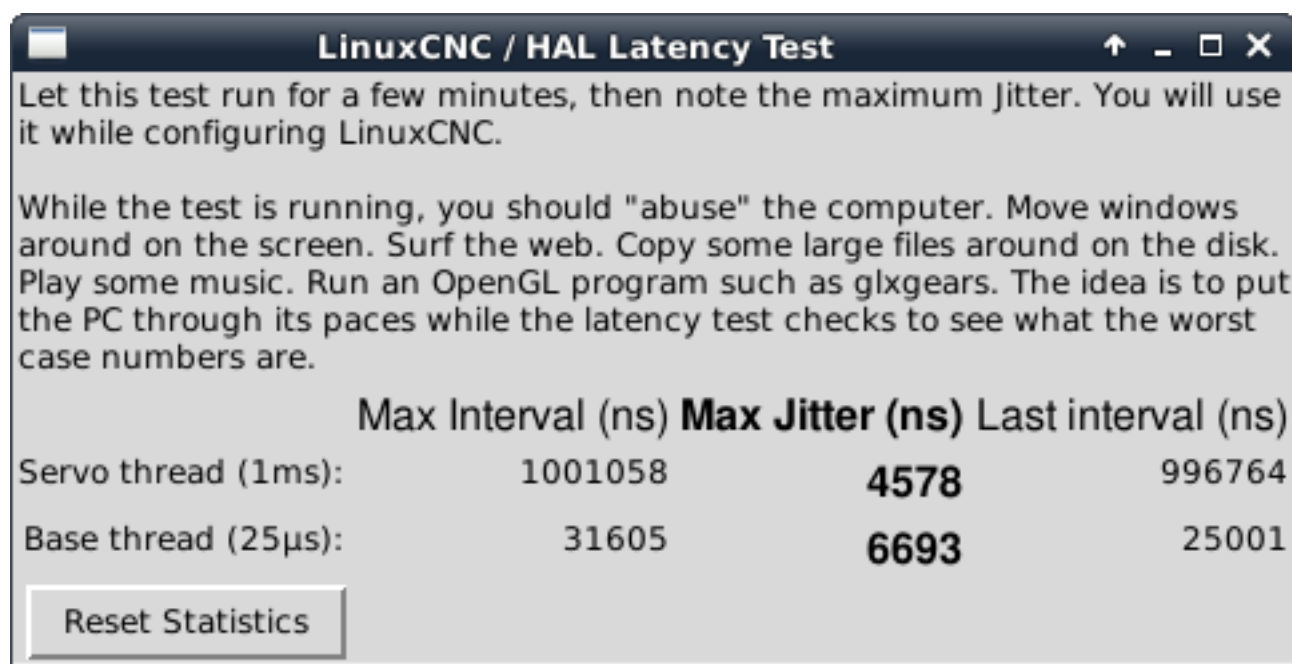 LinuxCNC / HAL Latency Test
Let this test run for a few minutes, then note the maximum Jitter. You will use
it while configuring LinuxCNC.
While the test is running, you should "abuse" the computer. Move windows
around on the screen. Surf the web. Copy some large files around on the disk.
Play some music. Run an OpenGL program such as glxgears. The idea is to put
the PC through its paces while the latency test checks to see what the worst
case numbers are.
Max Interval (ns) Max Jitter (ns) Last interval (ns)
Servo thread (1ms): 1001058 4578 996764
Base thread (25µs): 31605 6693 25001
Reset Statistics